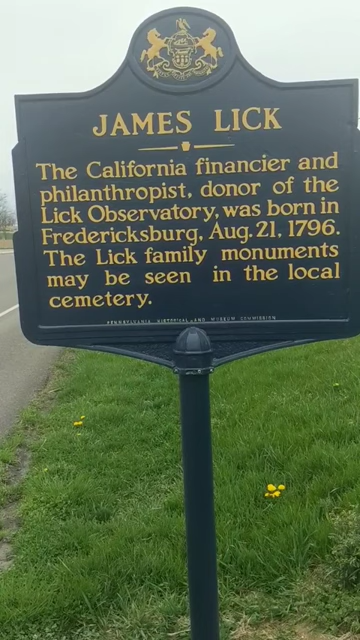 JAMES LICK
The California financier and
philanthropist, donor of the
Lick Observatory, was born in
Fredericksburg, Aug. 21, 1796.
The Lick family monuments
may be seen in the local
cemetery.
PENNSYLVANIA HISTORICAL AND MUSEUM COMMISSION